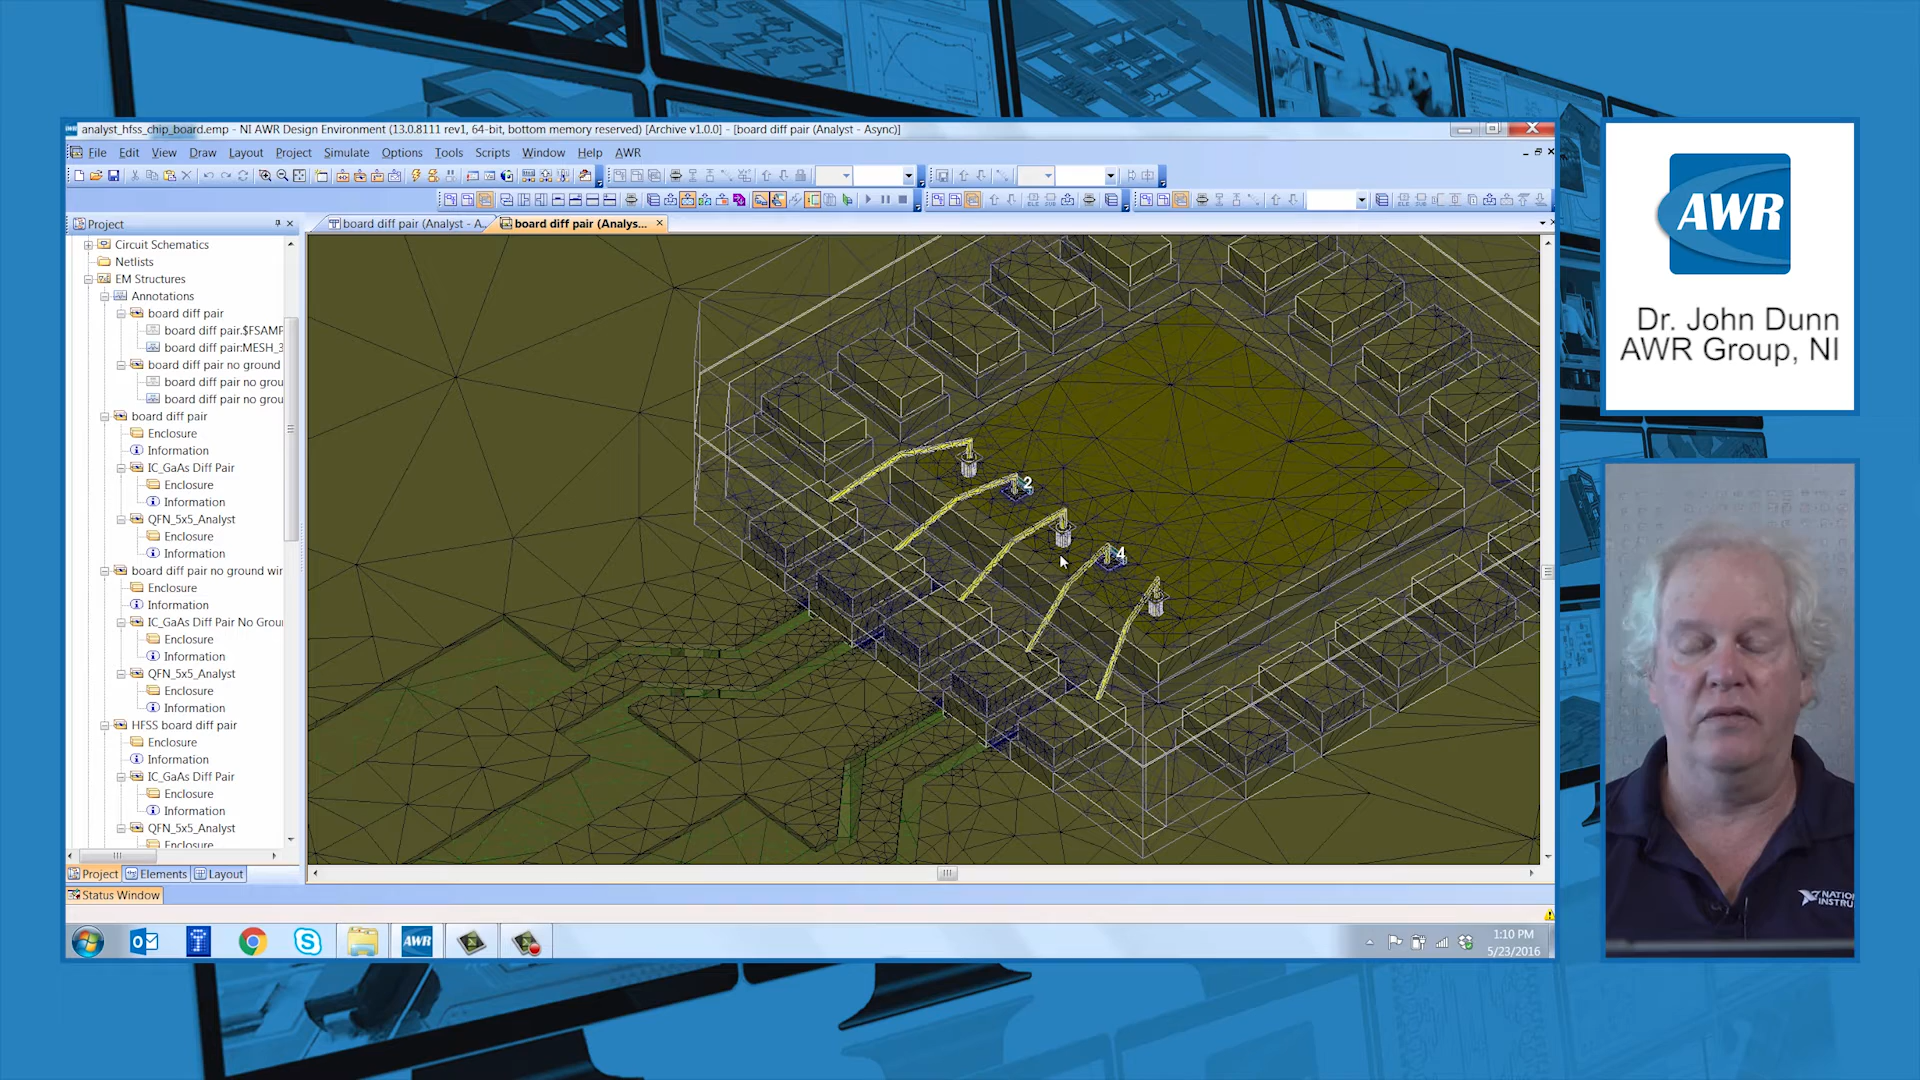 analyst_hfss_chip_board.emp - NI AWR Design Environment (13.0.8111 rev1, 64-bit, bottom memory reserved) [Archive v1.0.0] - [board diff pair (Analyst - Async)]
File Edit View Draw Layout Project Simulate Options Tools Scripts Window Help AWR
Project
board diff pair (Analyst - A...
board diff pair (Analys...
Circuit Schematics
Netlists
EM Structures
Annotations
board diff pair
board diff pair.$FSAMP
board diff pair:MESH_3
board diff pair no ground
board diff pair no grou
board diff pair no grou
board diff pair
Enclosure
Information
IC_GaAs Diff Pair
Enclosure
Information
QFN_5x5_Analyst
Enclosure
Information
board diff pair no ground wir
Enclosure
Information
IC_GaAs Diff Pair No Groun
Enclosure
Information
QFN_5x5_Analyst
Enclosure
Information
HFSS board diff pair
Enclosure
Information
IC_GaAs Diff Pair
Enclosure
Information
QFN_5x5_Analyst
Enclosure
2
4
Project Elements Layout
Status Window
AWR
1:10 PM
5/23/2016
AWR
Dr. John Dunn
AWR Group, NI
NATIO
INSTRU